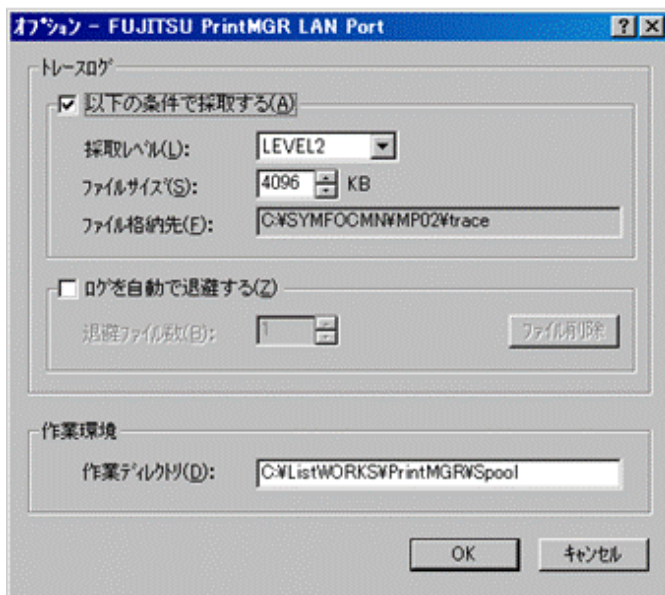 ｵﾌﾟｼｮﾝ - FUJITSU PrintMGR LAN Port
ﾄﾚｰｽﾛｸﾞ
以下の条件で採取する(A)
採取ﾚﾍﾞﾙ(L): LEVEL2
ﾌｧｲﾙｻｲｽﾞ(S): 4096 KB
ﾌｧｲﾙ格納先(F): C:¥SYMFOCMN¥MP02¥trace
ﾛｸﾞを自動で退避する(Z)
退避ﾌｧｲﾙ数(B): 1 ﾌｧｲﾙ削除
作業環境
作業ﾃﾞｨﾚｸﾄﾘ(D): C:¥ListWORKS¥PrintMGR¥Spool
OK ｷｬﾝｾﾙ